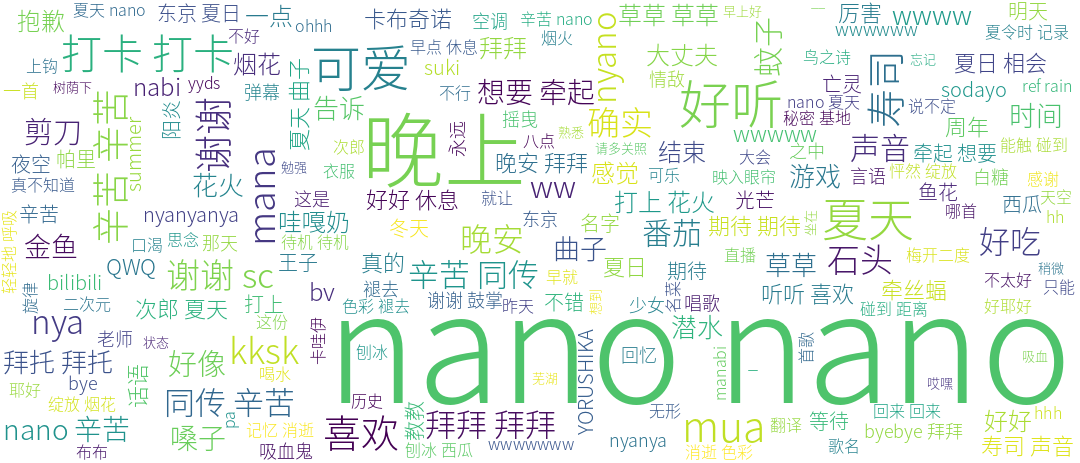 抱歉
夏天 nano
东京 夏日
一点
ohhh
卡布奇诺
空调
辛苦 nano
草草 草草
厉害
wwww
早上好
一
明天
打卡 打卡
不好
烟花
可爱
早点 休息
拜拜
烟火
nyano
大丈夫
蚊子
wwwwww
鸟之诗
夏令时 记录
上钩
nabi
yyds
弹幕
曲子
夏天
suki
情敌
好听
亡灵
寿司
忘记
夏日 相会
一首
树荫下
辛苦 辛苦
阳炎
告诉
不行
想要 牵起
nano 夏天
sodayo
ref rain
剪刀
summer
谢谢
摇曳
永远
八点
熟悉
确实
wwwww
秘密 基地
说不定
时间
夜空
帕里
mana
次郎
晚上
请多关照
结束
大会
之中
声音
周年
牵起 想要
能触 碰到
真不知道
花火
勉强
衣服
晚安 拜拜
感觉
可乐
映入眼帘
游戏
言语
怦然 绽放
感谢
辛苦
nyanyanya
这是
好好 休息
ww
就让
打上 花火
光芒
鱼花
白糖
天空
hh
轻轻地 呼吸
金鱼
口渴
思念
那天
哇嘎奶
待机 待机
冬天
晚安
东京
名字
番茄
期待 期待
坐在
夏天
哪首
西瓜
旋律
bilibili
QWQ
谢谢 sc
王子
真的
辛苦 同传
曲子
夏日
期待
直播
草草
石头
梅开二度
好吃
二次元
次郎 夏天
打上
bv
褪去
色彩 褪去
谢谢 鼓掌
昨天
早就
不错
想到
少女
名我
唱歌
听听 喜欢
牵丝蝠
不太好
稍微
只能
nya
老师
这份
卡哇伊
nano nano
潜水
碰到 距离
好耶好
拜托 拜托
状态
好像
kksk
喝水
刨冰
YORUSHIKA
回忆
manabi
首歌
一
吸血
耶好
bye
话语
芜湖
哎嘿
绽放 烟花
同传 辛苦
pa
历史
喜欢
教教
拜拜 拜拜
无形
mua
翻译
等待
回来 回来
好好
hhh
nano 辛苦
布布
嗓子
记忆 消逝
吸血鬼
刨冰 西瓜
wwwwwww
nyanya
消逝 色彩
歌名
byebye 拜拜
寿司 声音